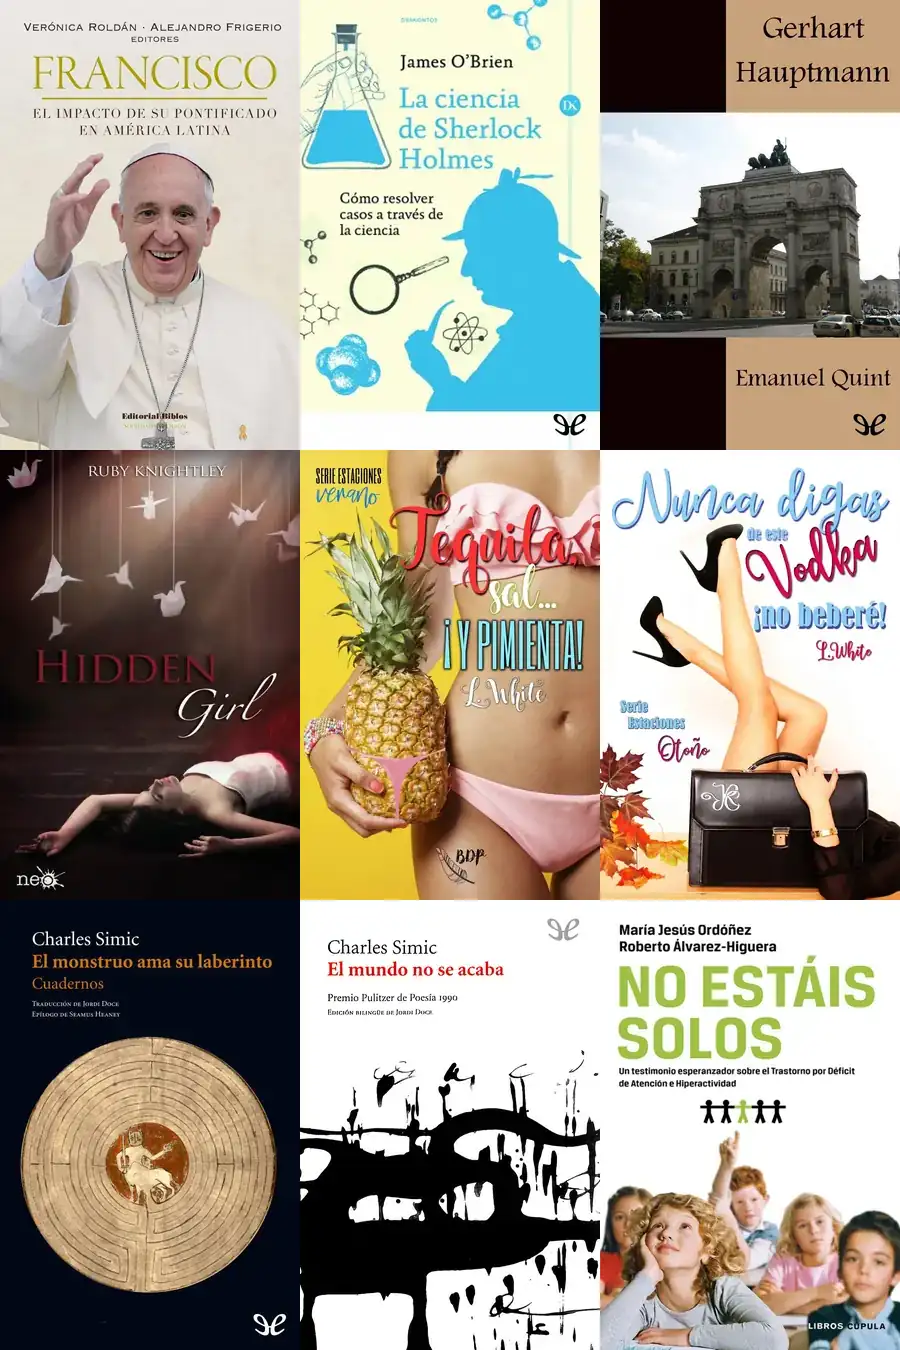 VERÓNICA ROLDÁN · ALEJANDRO FRIGERIO
EDITORES
FRANCISCO
EL IMPACTO DE SU PONTIFICADO
EN AMÉRICA LATINA
Editorial Biblos
James O’Brien
La ciencia
de Sherlock
Holmes
Cómo resolver
casos a través de
la ciencia
Gerhart
Hauptmann
Emanuel Quint
RUBY KNIGHTLEY
HIDDEN
Girl
neo
SERIE ESTACIONES
verano
Tequila,
sal...
¡Y PIMIENTA!
L. White
BDP
Nunca digas
de este
Vodka
¡no beberé!
L.White
Serie
Estaciones
Otoño
Charles Simic
El monstruo ama su laberinto
Cuadernos
TRADUCCIÓN DE JORDI DOCE
EPÍLOGO DE SEAMUS HEANEY
Charles Simic
El mundo no se acaba
Premio Pulitzer de Poesía 1990
EDICIÓN BILINGÜE DE JORDI DOCE
María Jesús Ordóñez
Roberto Álvarez-Higuera
NO ESTÁIS
SOLOS
Un testimonio esperanzador sobre el Trastorno por Déficit
de Atención e Hiperactividad
LIBROS CÚPULA